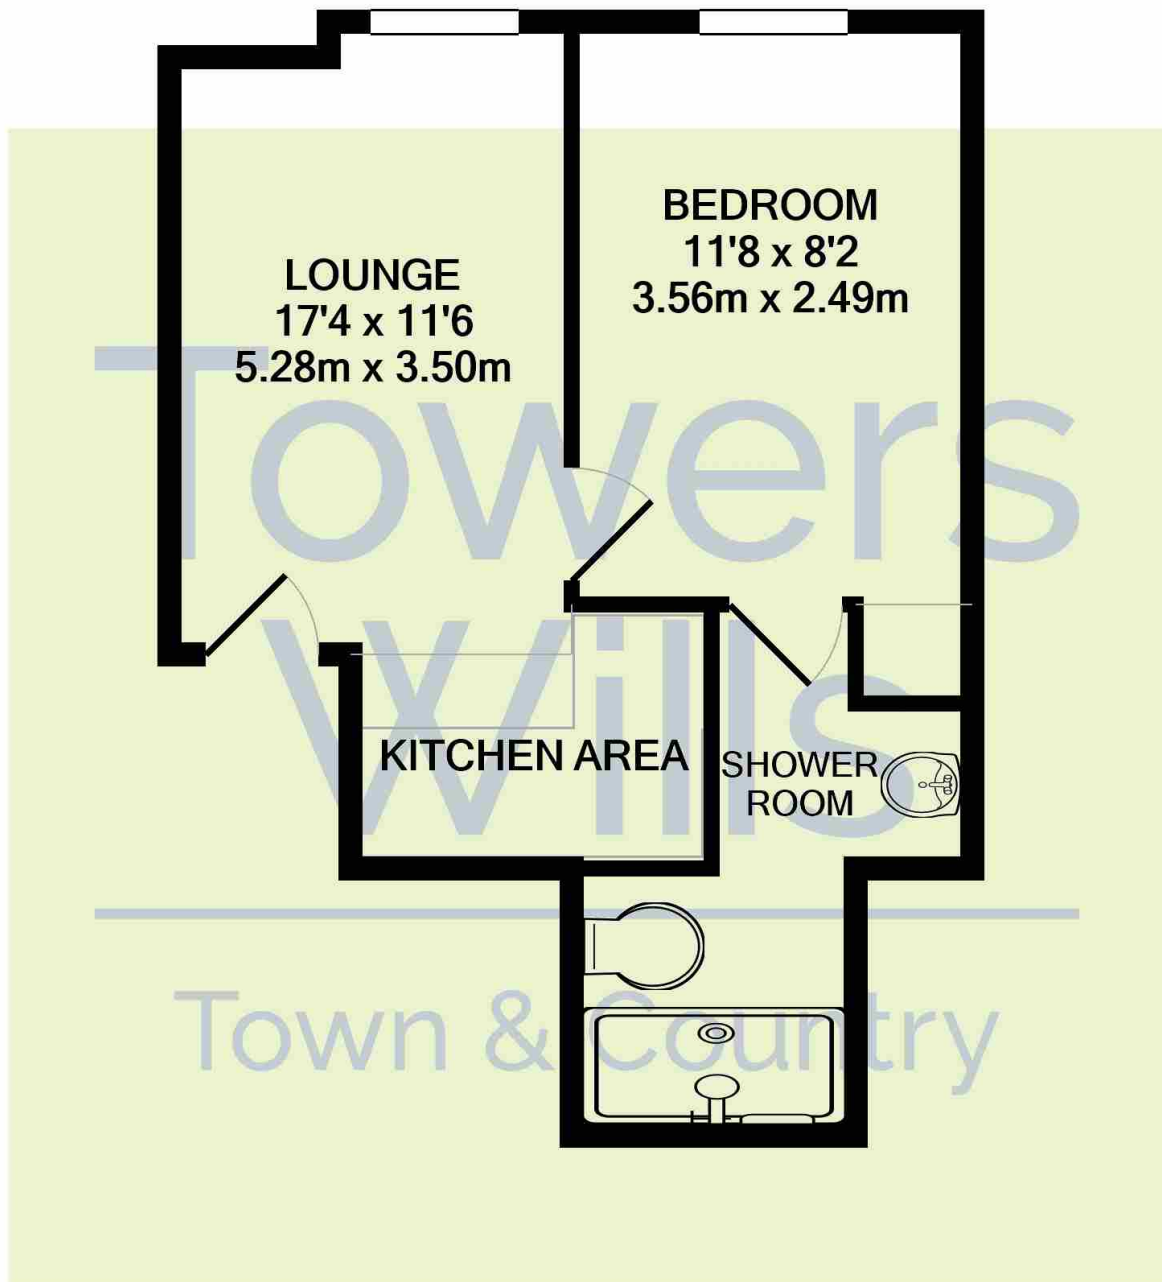 BEDROOM
11'8 x 8'2
3.56m x 2.49m
LOUNGE
17'4 x 11'6
5.28m x 3.50m
Towers
Wills
KITCHEN AREA
SHOWER
ROOM
Town & Country